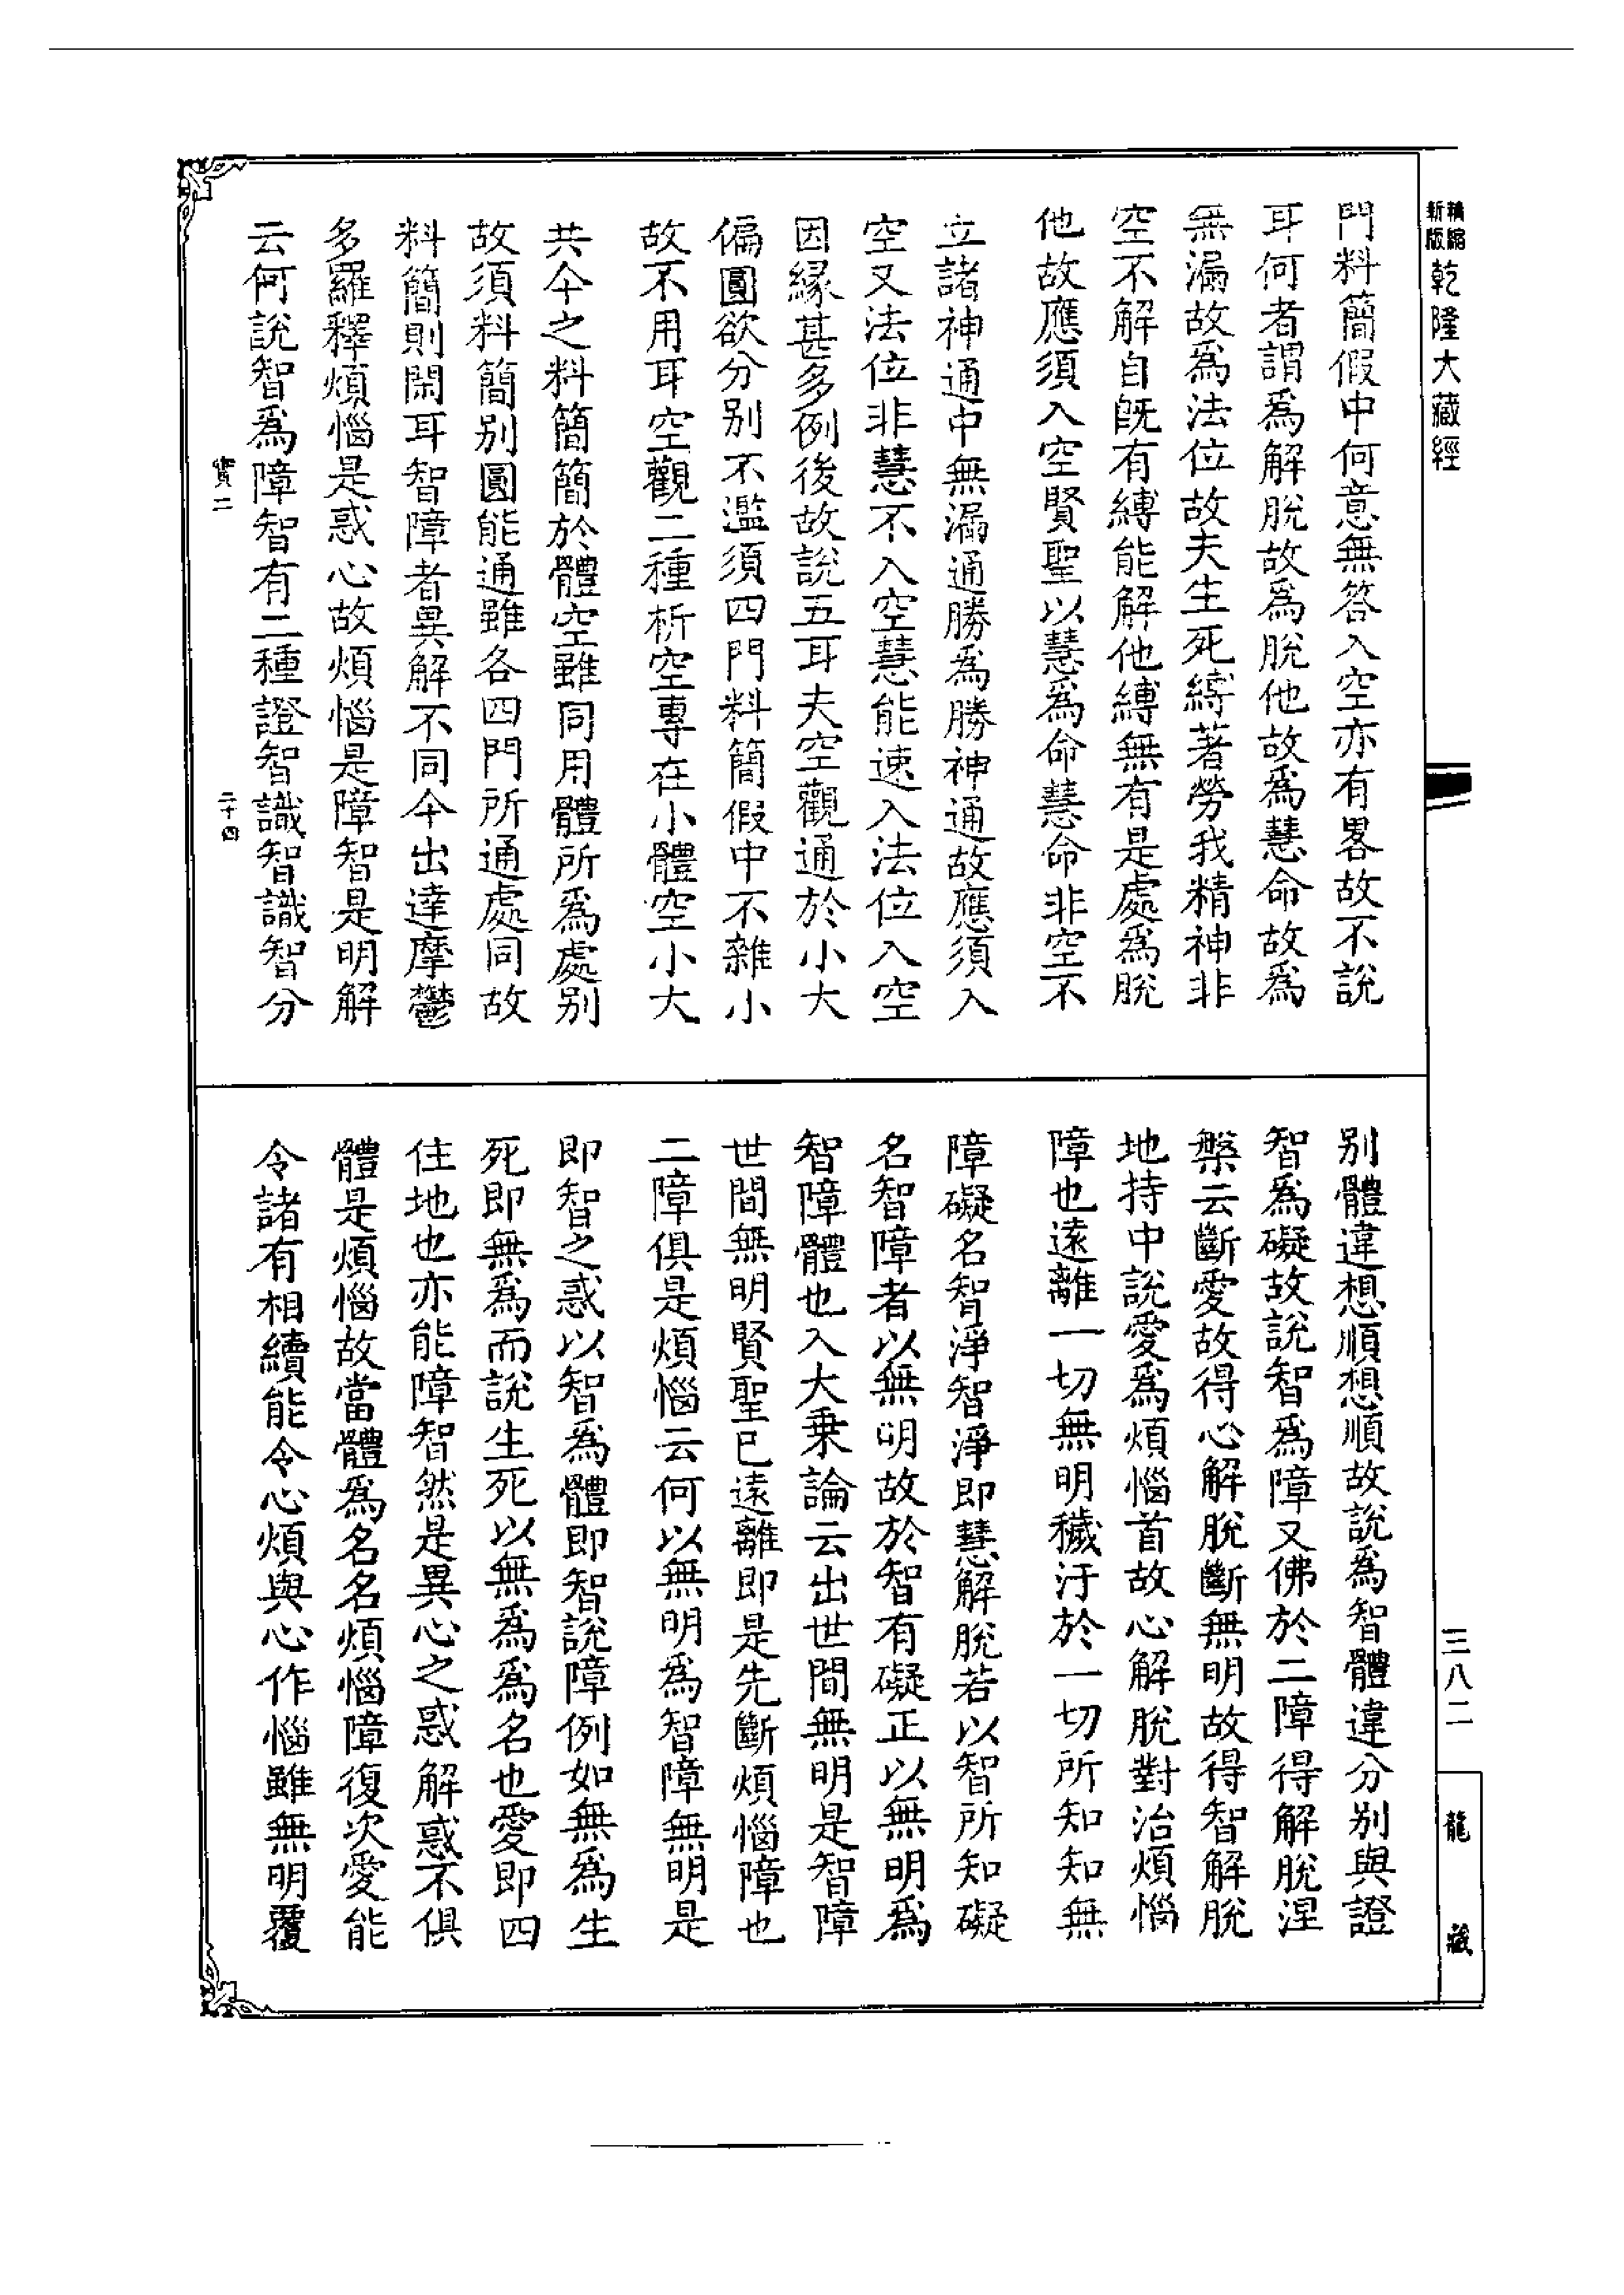 精縮
新版
乾隆大藏經
門料簡假中何意無答入空亦有畧故不說
耳何者謂爲解脫故爲脫他故爲慧命故爲
無漏故爲法位故夫生死縛著勞我精神非
空不解自旣有縛能解他縛無有是處爲脫
他故應須入空賢聖以慧爲命慧命非空不
立諸神通中無漏通勝爲勝神通故應須入
空又法位非慧不入空慧能速入法位入空
因緣甚多例後故說五耳夫空觀通於小大
偏圓欲分別不濫須四門料簡假中不雜小
故不用耳空觀二種析空專在小體空小大
共今之料簡簡於體空雖同用體所爲處別
故須料簡別圓能通雖各四門所通處同故
料簡則閙耳智障者異解不同今出達摩鬱
多羅釋煩惱是惑心故煩惱是障智是明解
云何說智爲障智有二種證智識智識智分
寳二
二十四
別體違想順想順故說爲智體違分別與證
智爲礙故說智爲障又佛於二障得解脫涅
槃云斷愛故得心解脫斷無明故得智解脫
地持中說愛爲煩惱首故心解脫對治煩惱
障也遠離一切無明穢汙於一切所知知無
障礙名智淨智淨即慧解脫若以智所知礙
名智障者以無明故於智有礙正以無明爲
智障體也入大乗論云出世間無明是智障
世間無明賢聖已遠離即是先斷煩惱障也
二障俱是煩惱云何以無明爲智障無明是
即智之惑以智爲體即智說障例如無爲生
死即無爲而說生死以無爲爲名也愛即四
住地也亦能障智然是異心之惑解惑不俱
體是煩惱故當體爲名名煩惱障復次愛能
令諸有相續能令心煩與心作惱雖無明覆
三八二
龍
藏